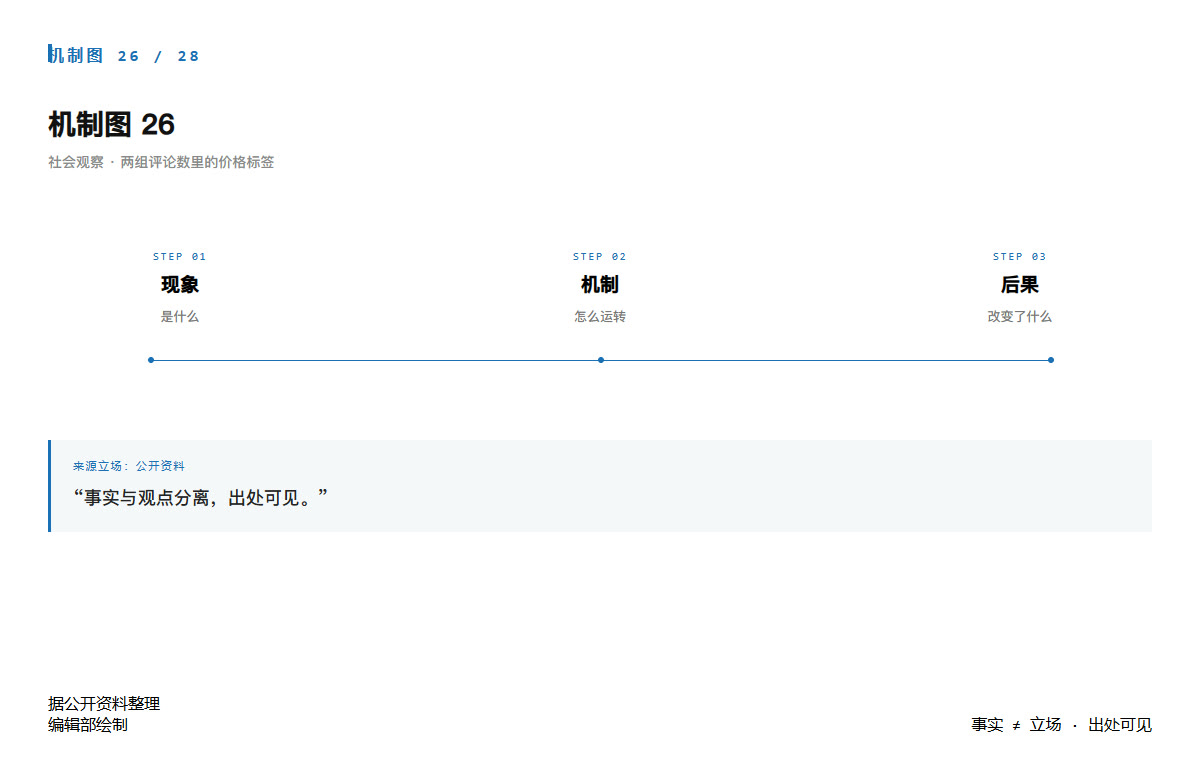 机制图 26 / 28
机制图 26
社会观察 · 两组评论数里的价格标签
STEP 01
现象
是什么
STEP 02
机制
怎么运转
STEP 03
后果
改变了什么
来源立场：公开资料
“事实与观点分离，出处可见。”
据公开资料整理
编辑部绘制
事实 ≠ 立场 · 出处可见